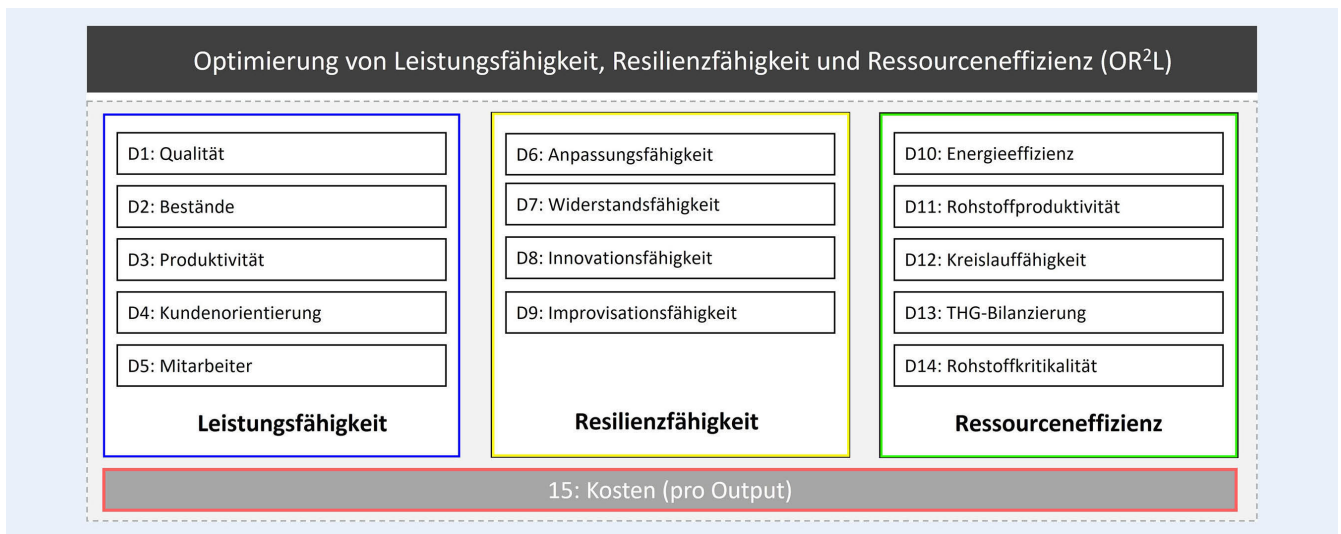 Optimierung von Leistungsfähigkeit, Resilienzfähigkeit und Ressourceneffizienz (OR²L)
D1: Qualität
D2: Bestände
D3: Produktivität
D4: Kundenorientierung
D5: Mitarbeiter
Leistungsfähigkeit
D6: Anpassungsfähigkeit
D7: Widerstandsfähigkeit
D8: Innovationsfähigkeit
D9: Improvisationsfähigkeit
Resilienzfähigkeit
D10: Energieeffizienz
D11: Rohstoffproduktivität
D12: Kreislauffähigkeit
D13: THG-Bilanzierung
D14: Rohstoffkritikalität
Ressourceneffizienz
15: Kosten (pro Output)